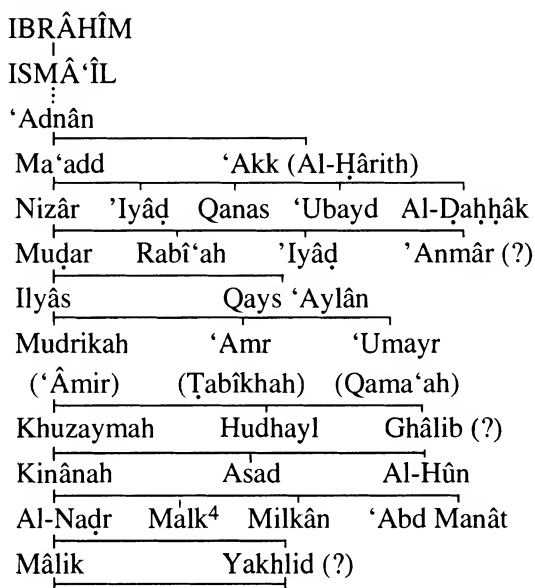 IBRÂHÎM
ISMÂ‘ÎL
‘Adnân
Ma‘add ‘Akk (Al-Ḥârith)
Nizâr ’Iyâḍ Qanas ‘Ubayd Al-Ḍaḥḥâk
Muḍar Rabî‘ah ’Iyâḍ ’Anmâr (?)
Ilyâs Qays ‘Aylân
Mudrikah ‘Amr ‘Umayr
(‘Âmir) (Ṭabîkhah) (Qama‘ah)
Khuzaymah Hudhayl Ghâlib (?)
Kinânah Asad Al-Hûn
Al-Naḍr Mâlk⁴ Milkân ‘Abd Manât
Mâlik Yakhlid (?)